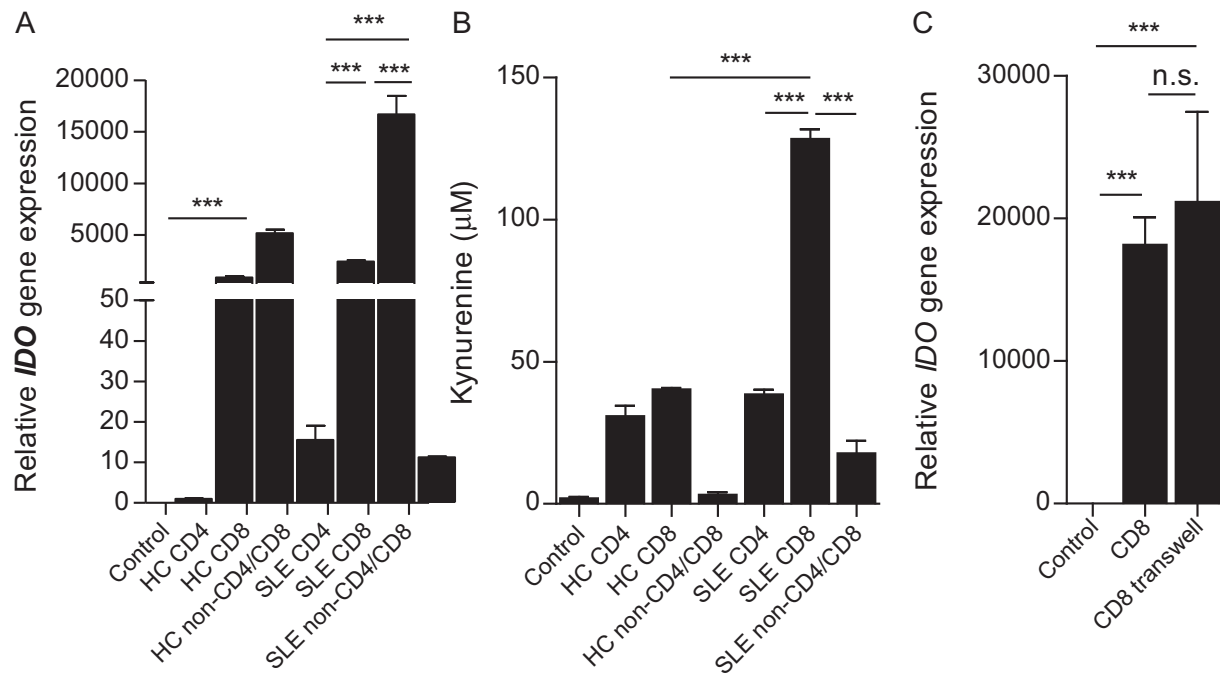 A
B
C
***
***
***
***
***
***
***
***
n.s.
***
Relative IDO gene expression
20000
15000
10000
5000
50
40
30
20
10
0
Control
HC CD4
HC CD8
HC non-CD4/CD8
SLE CD4
SLE CD8
SLE non-CD4/CD8
Kynurenine (μM)
150
100
50
0
Control
HC CD4
HC CD8
HC non-CD4/CD8
SLE CD4
SLE CD8
SLE non-CD4/CD8
Relative IDO gene expression
30000
20000
10000
0
Control
CD8
CD8 transwell